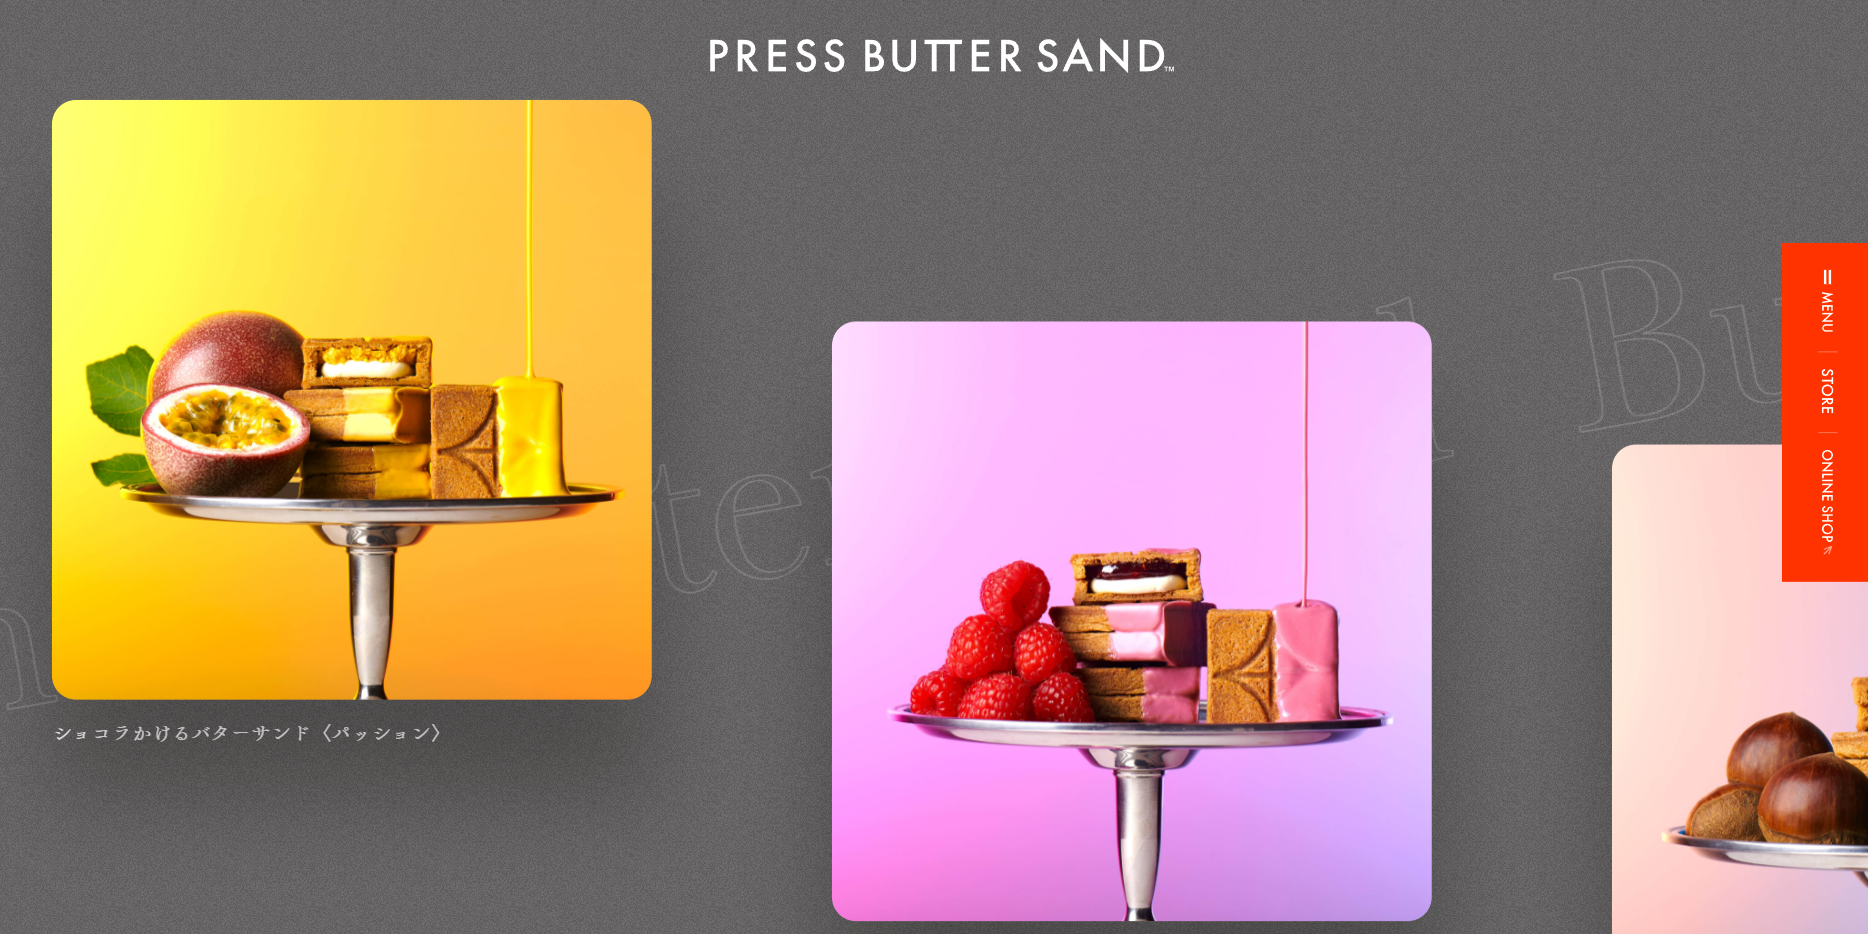 PRESS BUTTER SAND™
ショコラかけるバターサンド〈パッション〉
MENU
STORE
ONLINE SHOP